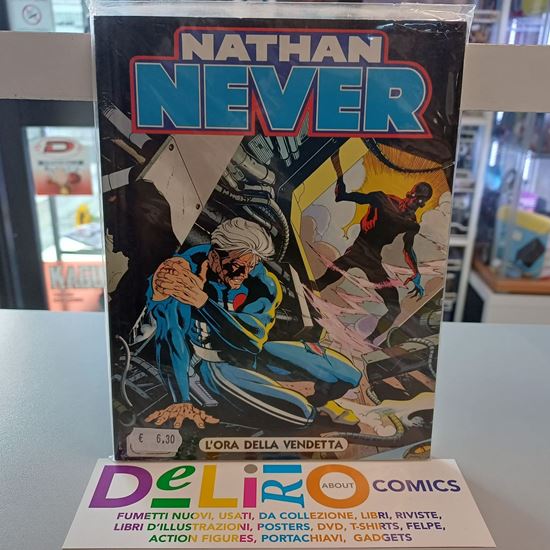 NATHAN
NEVER
L'ORA DELLA VENDETTA
€ 6,30
DELIRIO
ABOUT
COMICS
FUMETTI NUOVI, USATI, DA COLLEZIONE, LIBRI, RIVISTE,
LIBRI D'ILLUSTRAZIONI, POSTERS, DVD, T-SHIRTS, FELPE,
ACTION FIGURES, PORTACHIAVI, GADGETS